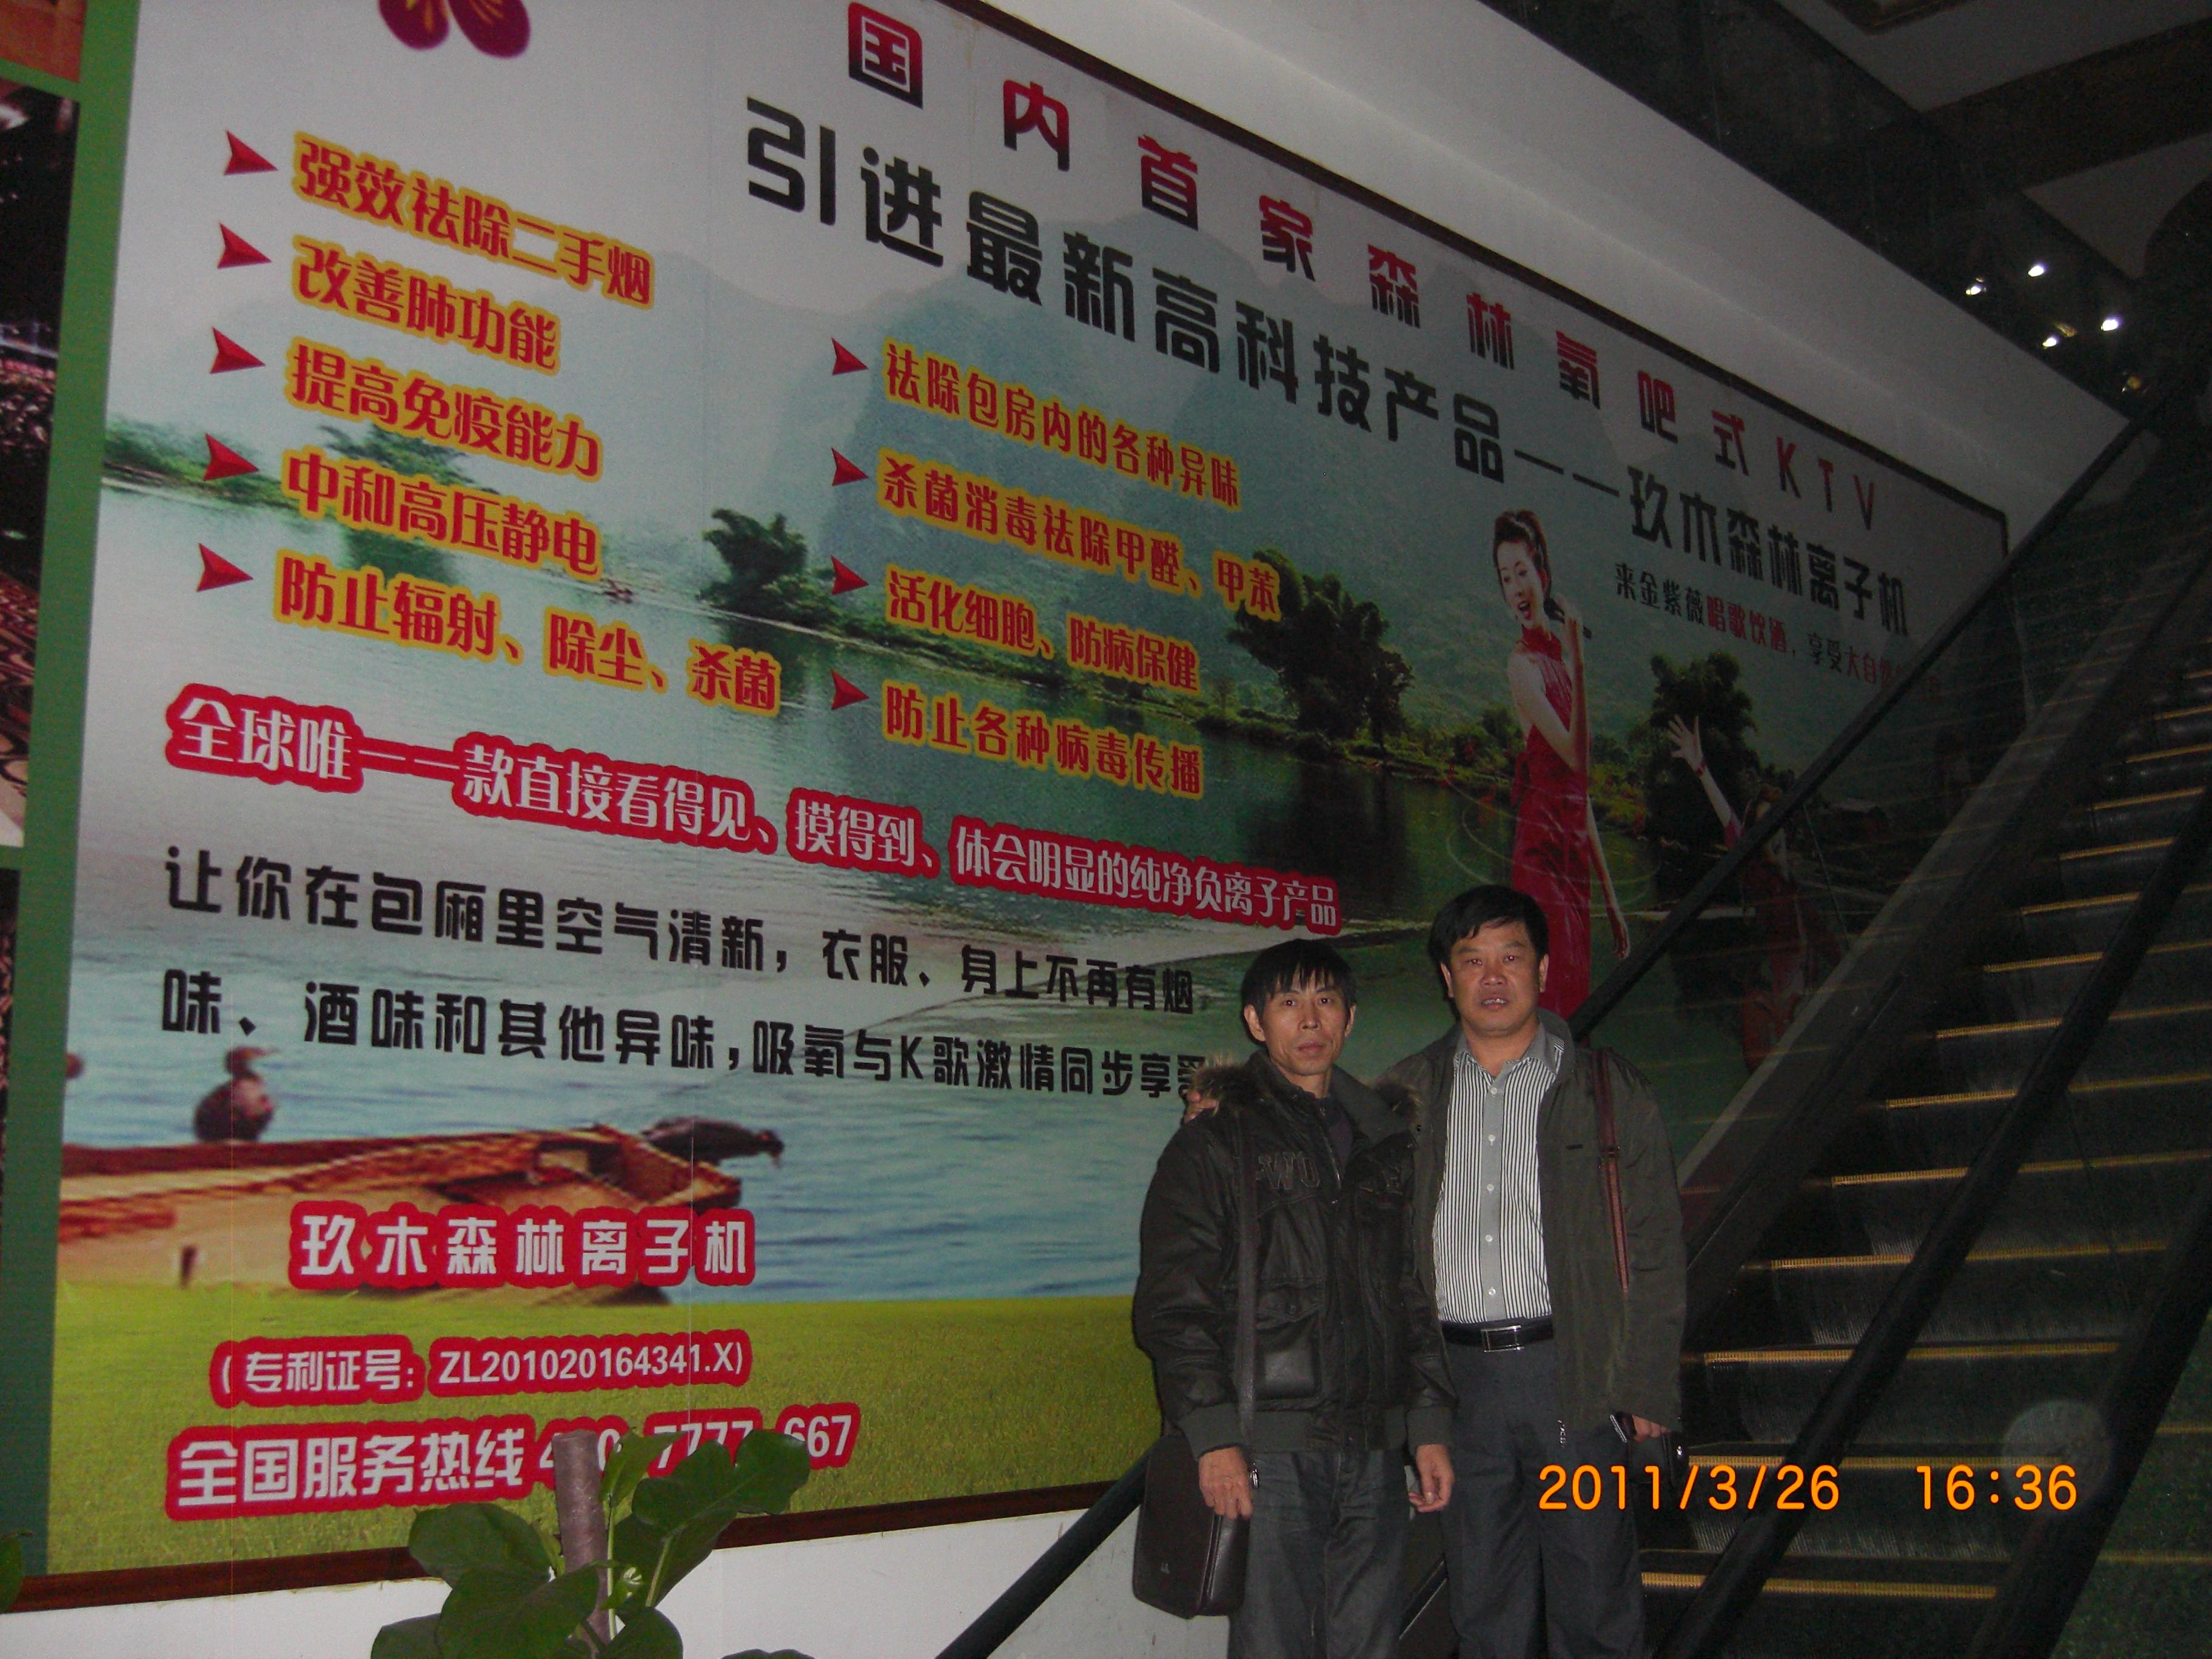 国内首家森林氧吧式KTV
引进最新高科技产品——玖木森林离子机
来金紫薇唱歌饮酒，享受大自
强效祛除二手烟
改善肺功能
提高免疫能力
中和高压静电
防止辐射、除尘、杀菌
祛除包房内的各种异味
杀菌消毒祛除甲醛、甲苯
活化细胞、防病保健
防止各种病毒传播
全球唯一一款直接看得见、摸得到、体会明显的纯净负离子产品
让你在包厢里空气清新，衣服、身上不再有烟
味、酒味和其他异味，吸氧与K歌激情同步享受
玖木森林离子机
（专利证号：ZL201020164341.X）
全国服务热线 7777 667
2011/3/26 16:36